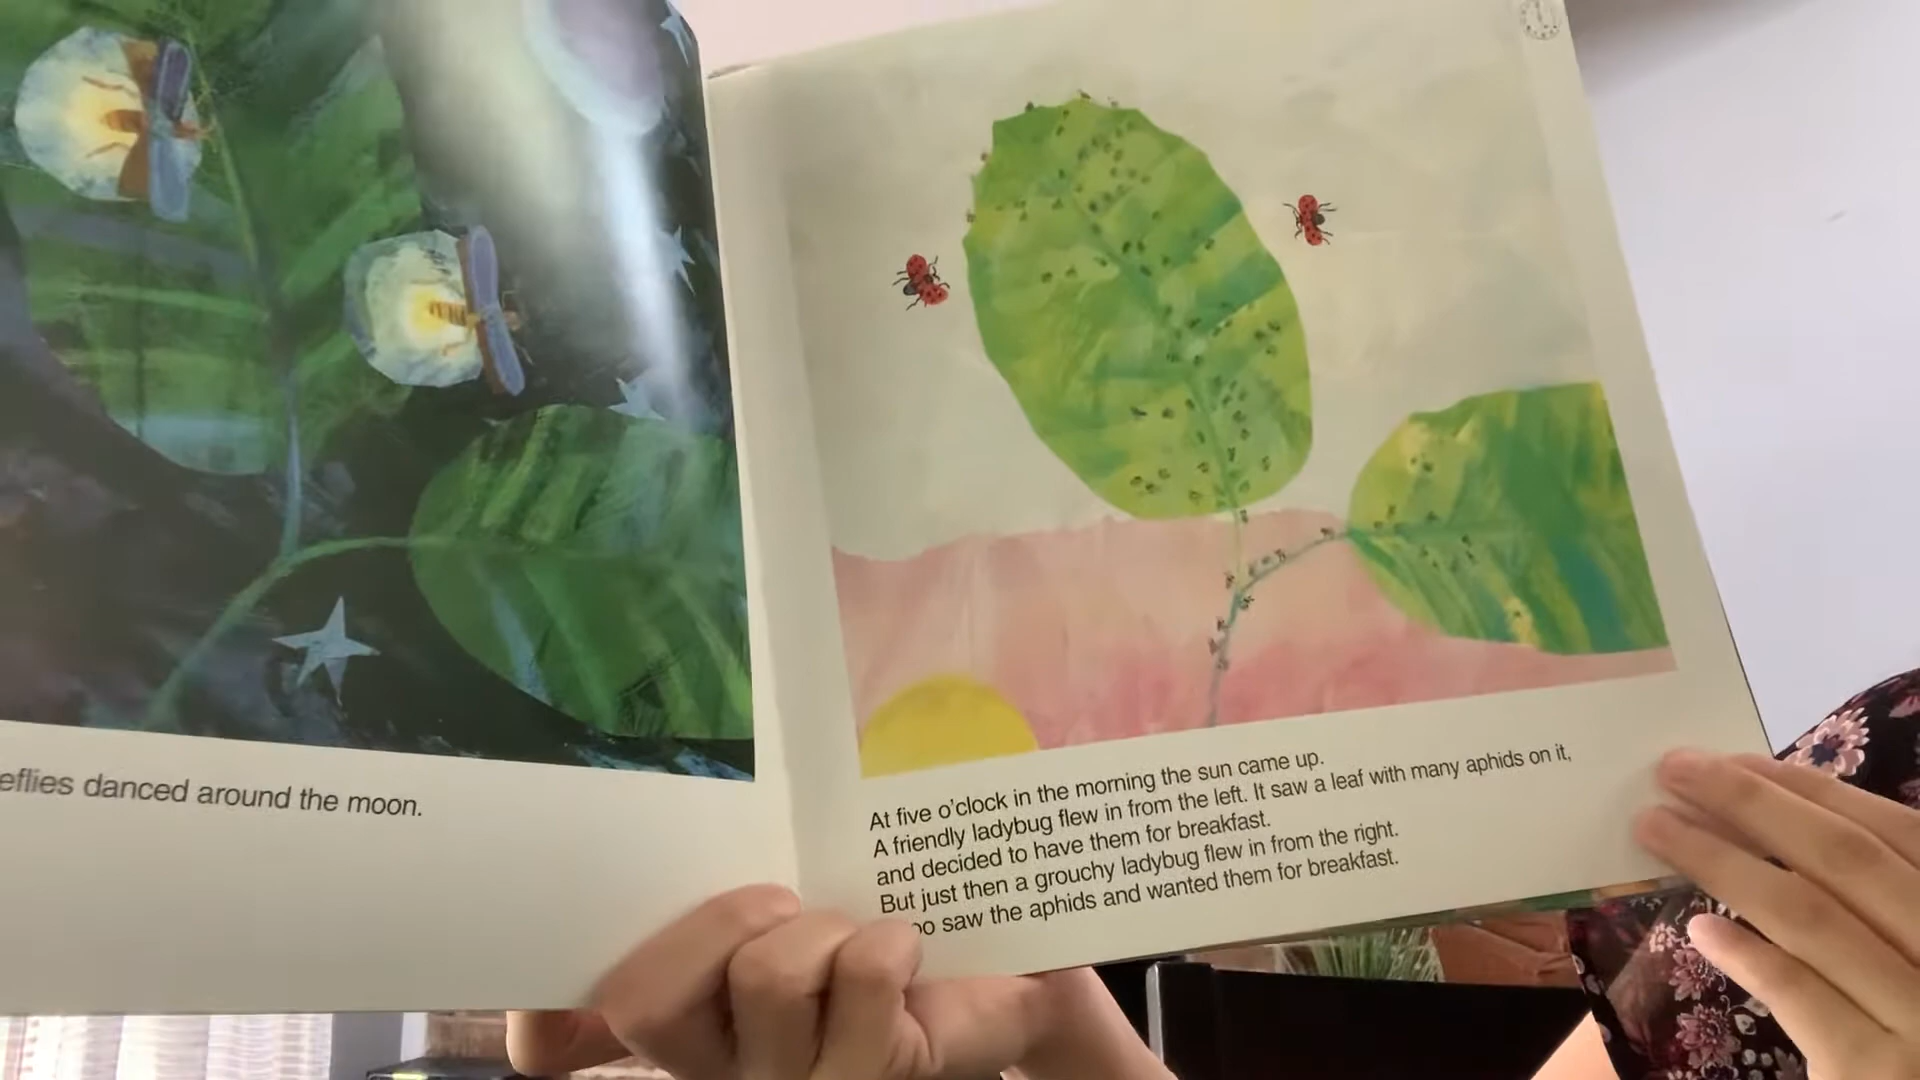 danced around the moon.
At five o'clock in the morning the sun came up.
A friendly ladybug flew in from the left. It saw a leaf with many aphids on it,
and decided to have them for breakfast.
But just then a grouchy ladybug flew in from the right.
saw the aphids and wanted them for breakfast.